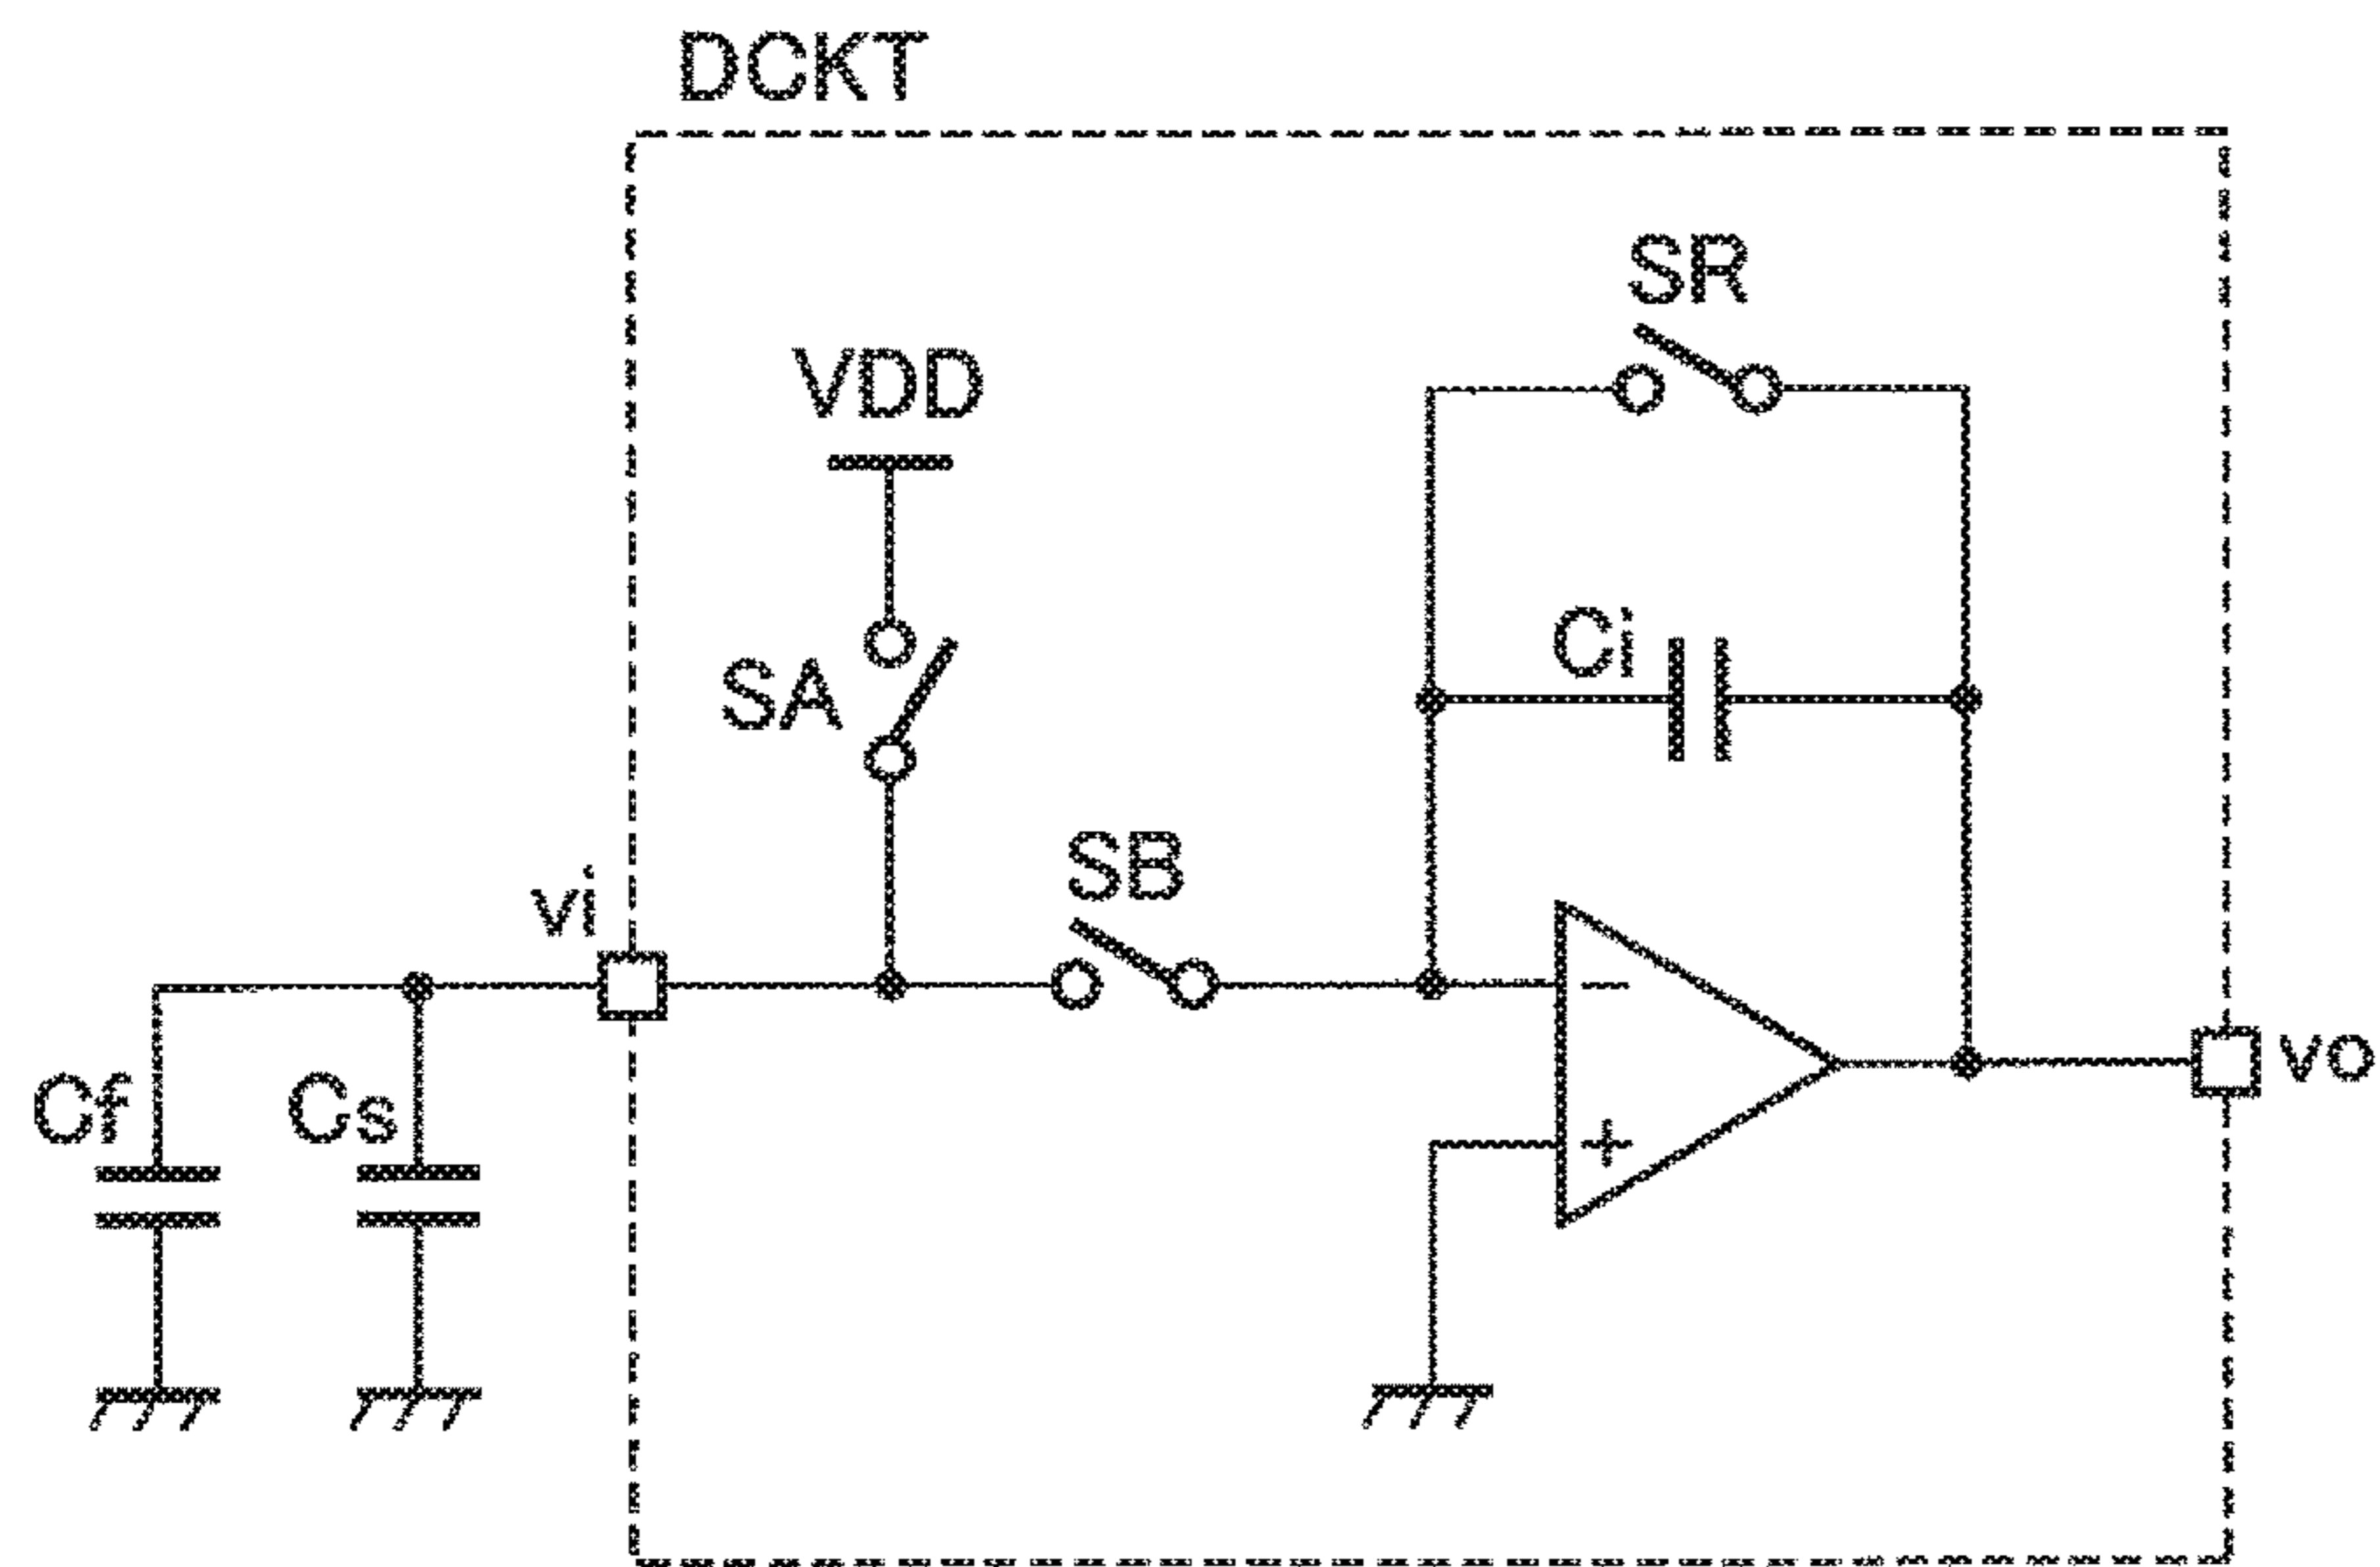 DCKT
SR
VDD
Ci
SA
SB
vi
-
vo
Cf
Cs
+